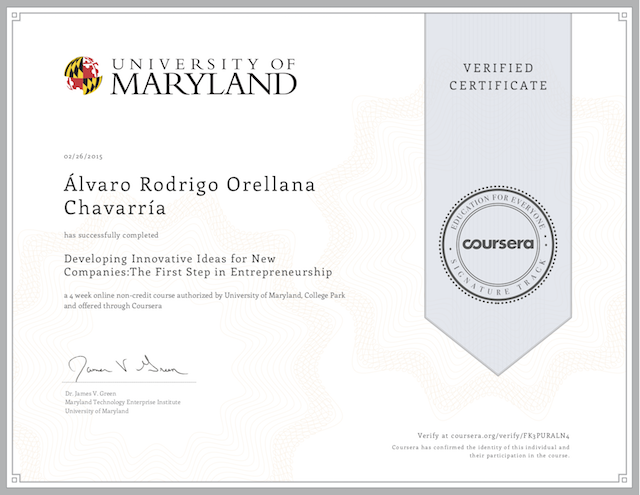 UNIVERSITY OF
MARYLAND
VERIFIED
CERTIFICATE
02/26/2015
Álvaro Rodrigo Orellana
Chavarría
has successfully completed
Developing Innovative Ideas for New
Companies:The First Step in Entrepreneurship
a 4 week online non-credit course authorized by University of Maryland, College Park
and offered through Coursera
EDUCATION FOR EVERYONE
coursera
SIGNATURE TRACK
James V. Green
Dr. James V. Green
Maryland Technology Enterprise Institute
University of Maryland
Verify at coursera.org/verify/FK3PURALN4
Coursera has confirmed the identity of this individual and
their participation in the course.